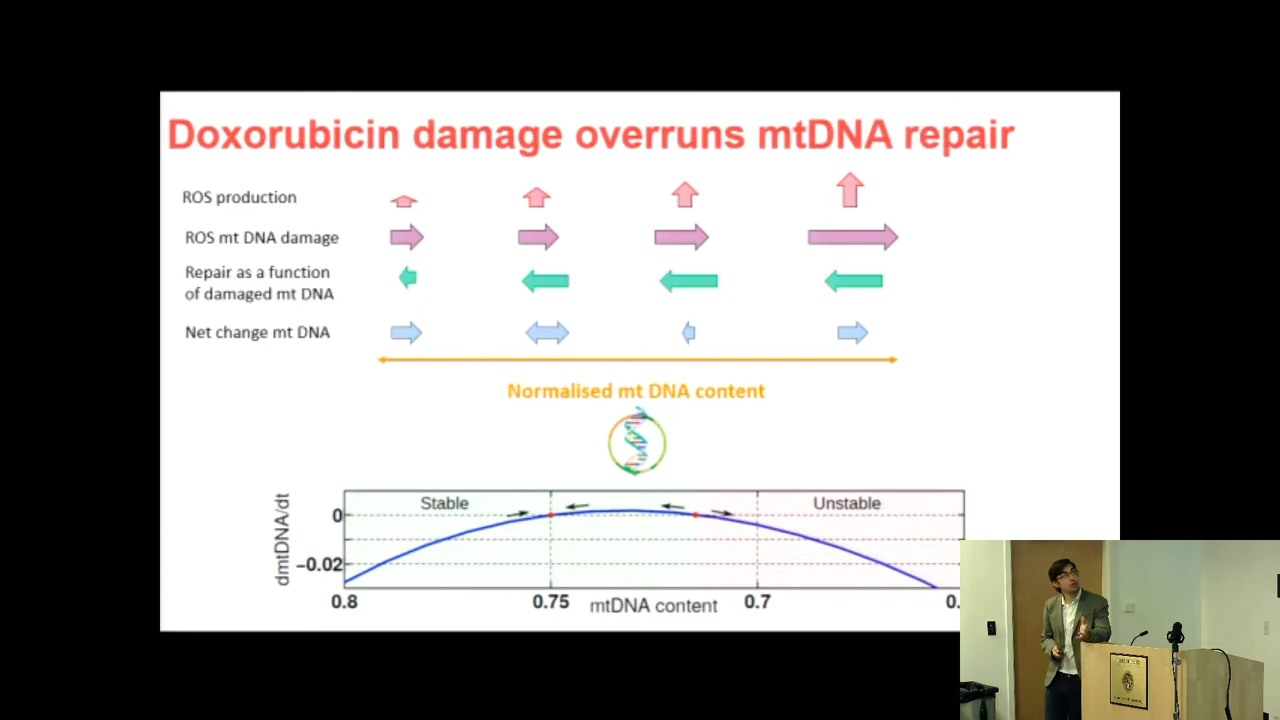 Doxorubicin damage overruns mtDNA repair
ROS production
ROS mt DNA damage
Repair as a function
of damaged mt DNA
Net change mt DNA
Normalised mt DNA content
Stable
Unstable
dmtDNA/dt
0
−0.02
0.8
0.75
mtDNA content
0.7
0.